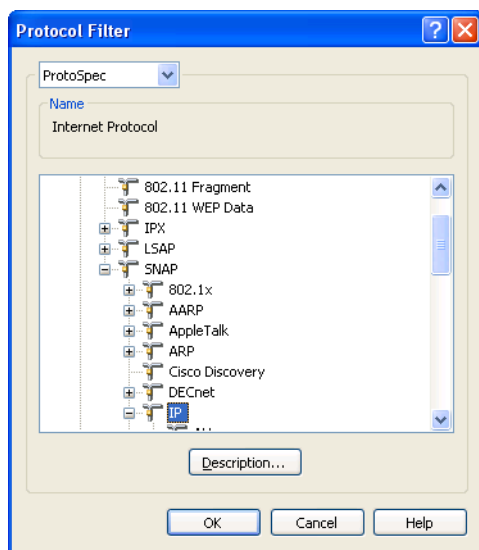 Protocol Filter
ProtoSpec
Name
Internet Protocol
802.11 Fragment
802.11 WEP Data
IPX
LSAP
SNAP
802.1x
AARP
AppleTalk
ARP
Cisco Discovery
DECnet
IP
Description...
OK
Cancel
Help